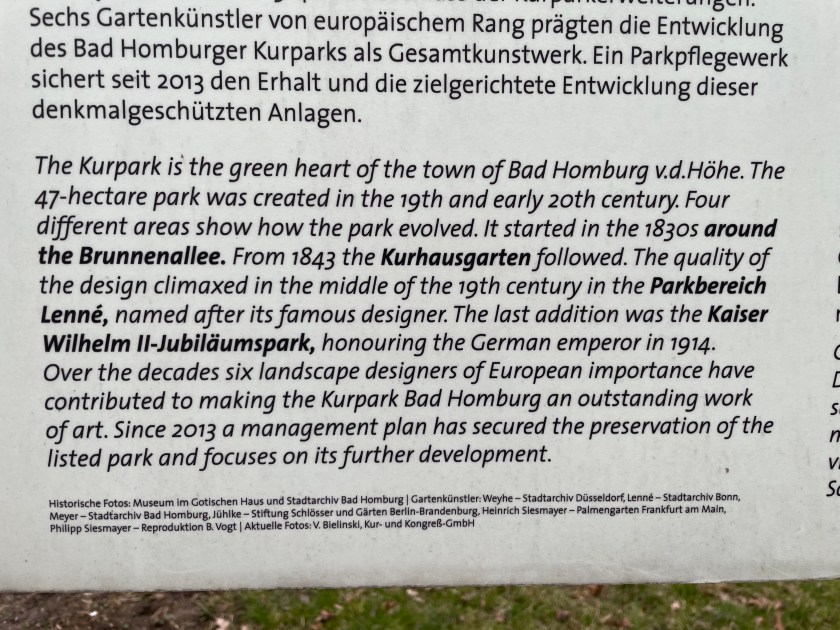 der Kurparkerweiterungen.
Sechs Gartenkünstler von europäischem Rang prägten die Entwicklung
des Bad Homburger Kurparks als Gesamtkunstwerk. Ein Parkpflegewerk
sichert seit 2013 den Erhalt und die zielgerichtete Entwicklung dieser
denkmalgeschützten Anlagen.
The Kurpark is the green heart of the town of Bad Homburg v.d.Höhe. The
47-hectare park was created in the 19th and early 20th century. Four
different areas show how the park evolved. It started in the 1830s around
the Brunnenallee. From 1843 the Kurhausgarten followed. The quality of
the design climaxed in the middle of the 19th century in the Parkbereich
Lenné, named after its famous designer. The last addition was the Kaiser
Wilhelm II-Jubiläumspark, honouring the German emperor in 1914.
Over the decades six landscape designers of European importance have
contributed to making the Kurpark Bad Homburg an outstanding work
of art. Since 2013 a management plan has secured the preservation of the
listed park and focuses on its further development.
Historische Fotos: Museum im Gotischen Haus und Stadtarchiv Bad Homburg | Gartenkünstler: Weyhe – Stadtarchiv Düsseldorf, Lenné – Stadtarchiv Bonn,
Meyer – Stadtarchiv Bad Homburg, Jühlke – Stiftung Schlösser und Gärten Berlin-Brandenburg, Heinrich Siesmayer – Palmengarten Frankfurt am Main,
Philipp Siesmayer – Reproduktion B. Vogt | Aktuelle Fotos: V. Bielinski, Kur- und Kongreß-GmbH